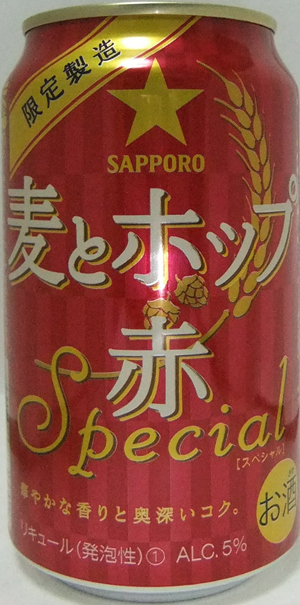 限定製造
SAPPORO
麦とホップ
赤
Special
[スペシャル]
華やかな香りと奥深いコク。
お酒
リキュール(発泡性)① ALC.5%